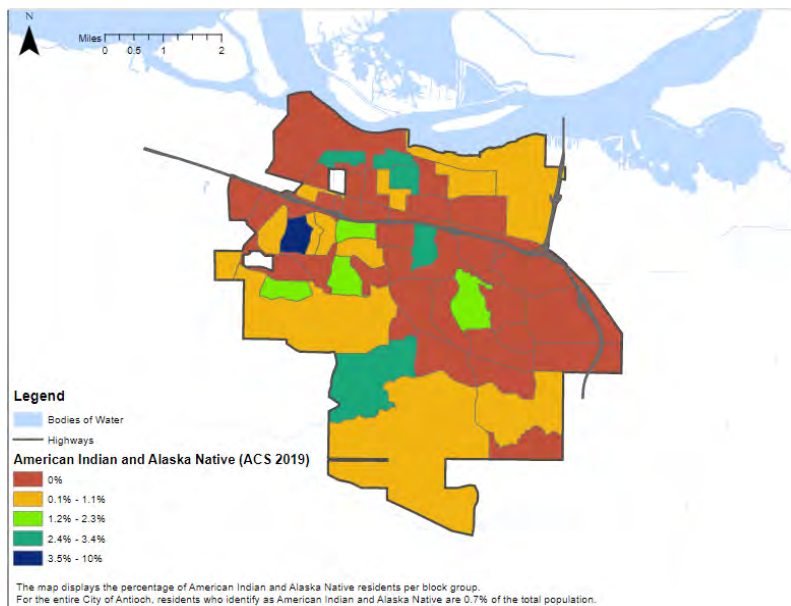 N
Miles
0 0.5 1 2
Legend
Bodies of Water
Highways
American Indian and Alaska Native (ACS 2019)
0%
0.1% - 1.1%
1.2% - 2.3%
2.4% - 3.4%
3.5% - 10%
The map displays the percentage of American Indian and Alaska Native residents per block group.
For the entire City of Antioch, residents who identify as American Indian and Alaska Native are 0.7% of the total population.